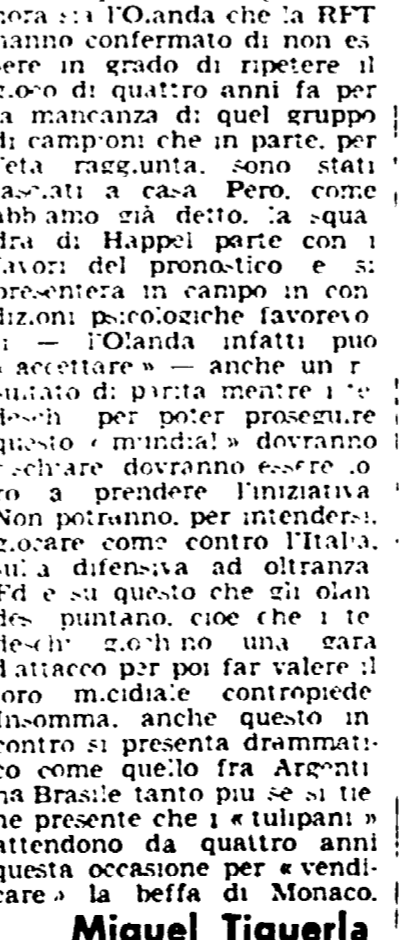 ora sia l'Olanda che la RFT
hanno confermato di non es
sere in grado di ripetere il
gioco di quattro anni fa per
la mancanza di quel gruppo
di campioni che in parte, per
l'età raggiunta, sono stati
lasciati a casa Pero, come
abbiamo già detto, la squa
dra di Happel parte con i
favori del pronostico e si
presenterà in campo in con
dizioni psicologiche favorevo
li — l'Olanda infatti può
« accettare » — anche un ri
sultato di parità mentre i te
deschi per poter proseguire
questo « mundial » dovranno
rischiare dovranno essere lo
ro a prendere l'iniziativa
Non potranno, per intendersi,
giocare come contro l'Italia,
sulla difensiva ad oltranza
Ed e su questo che gli olan
desi puntano, cioe che i te
deschi giochino una gara
d'attacco per poi far valere il
loro micidiale contropiede
Insomma, anche questo in
contro si presenta drammati-
co come quello fra Argenti
na Brasile tanto più se si tie
ne presente che i « tulipani »
attendono da quattro anni
questa occasione per « vendi-
care » la beffa di Monaco.
Miguel Tiguerla